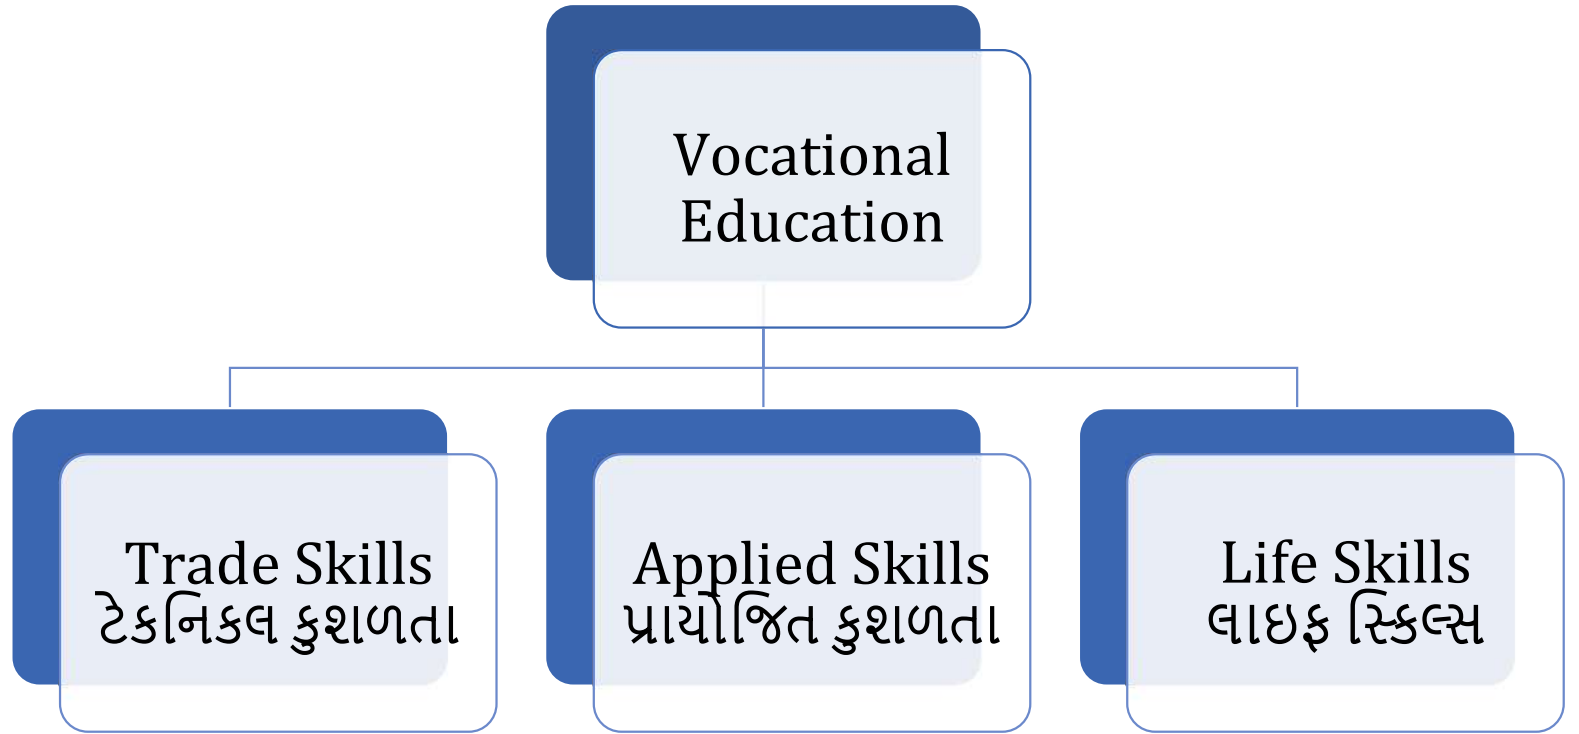 Vocational
Education
Trade Skills
ટેકનિકલ કુશળતા
Applied Skills
પ્રાયોજિત કુશળતા
Life Skills
લાઇફ સ્કિલ્સ